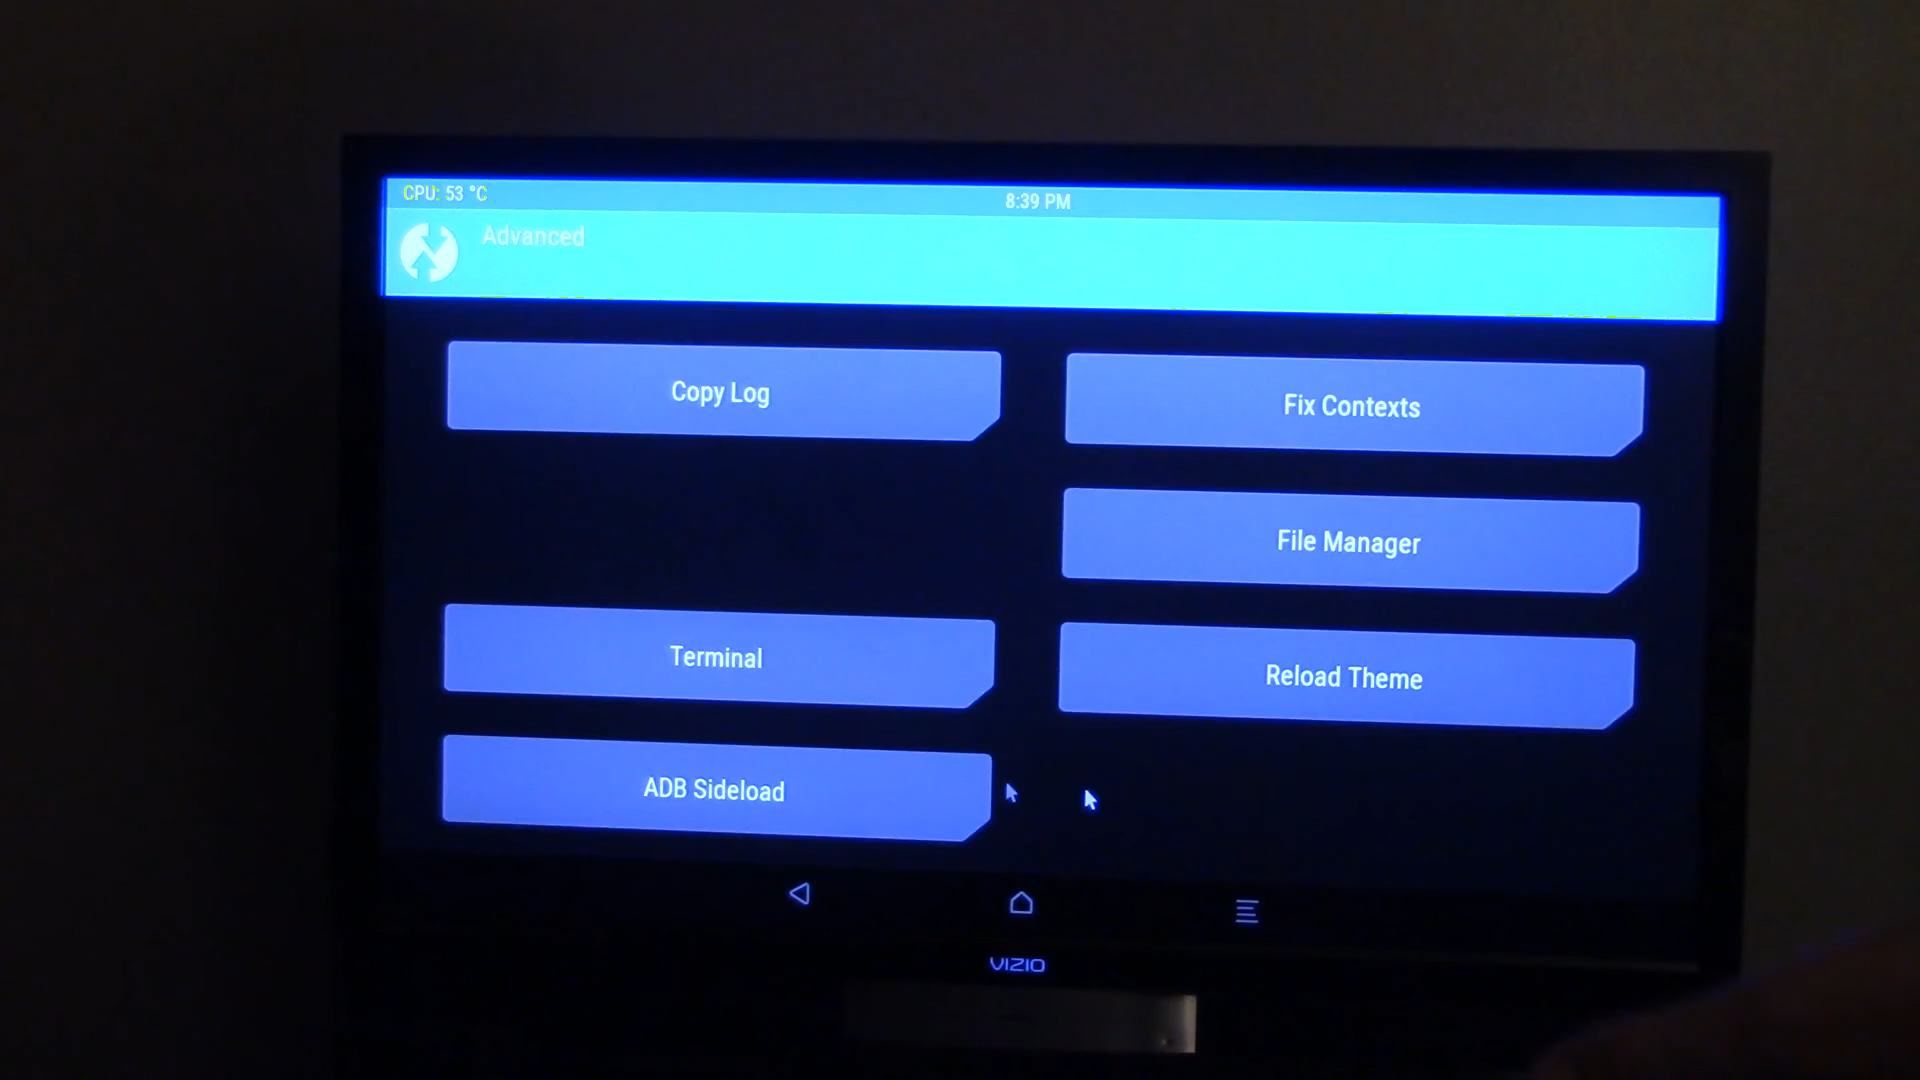 CPU: 53 °C
8:39 PM
Advanced
Copy Log
Fix Contexts
File Manager
Terminal
Reload Theme
ADB Sideload
VIZIO